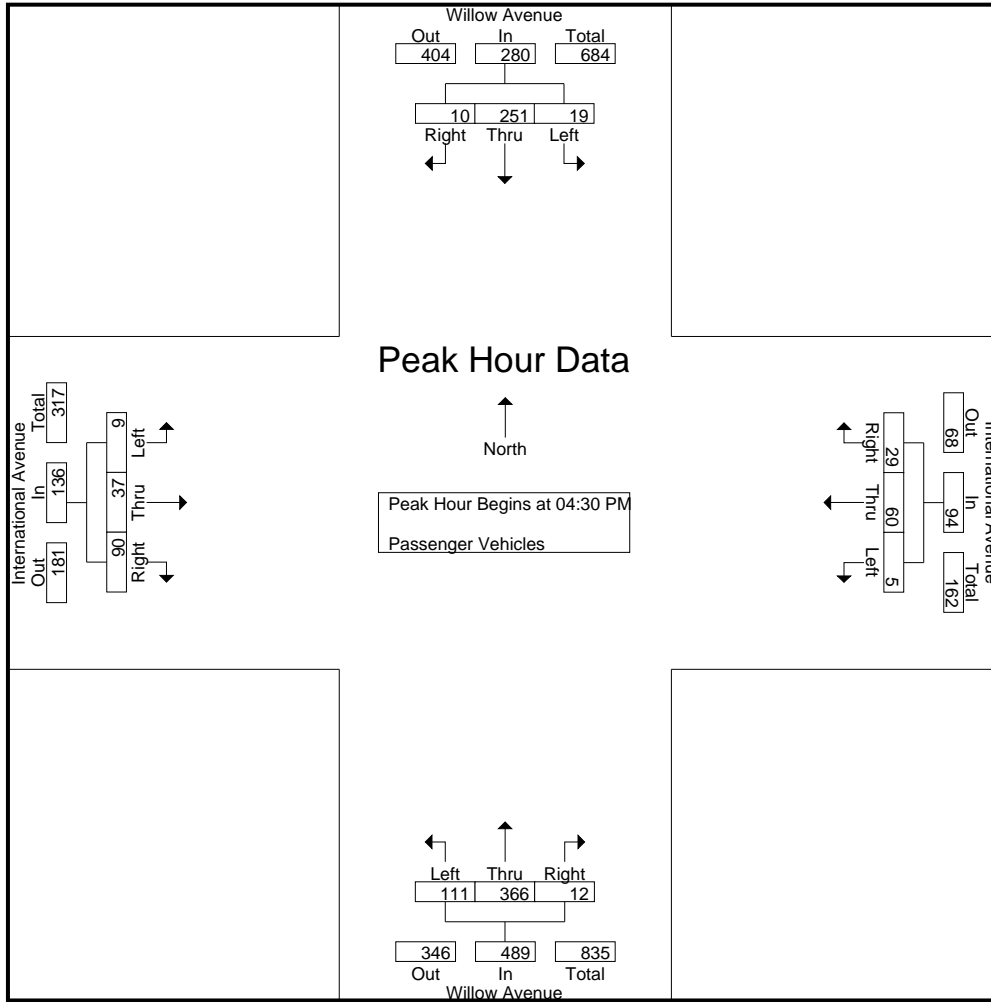 Willow Avenue
Out In Total
404 280 684
10 251 19
Right Thru Left
Peak Hour Data
North
Peak Hour Begins at 04:30 PM
Passenger Vehicles
International Avenue
Total In Out
317 136 181
9 37 90
Left Thru Right
International Avenue
Out In Total
68 94 162
29 60 5
Right Thru Left
Left Thru Right
111 366 12
346 489 835
Out In Total
Willow Avenue